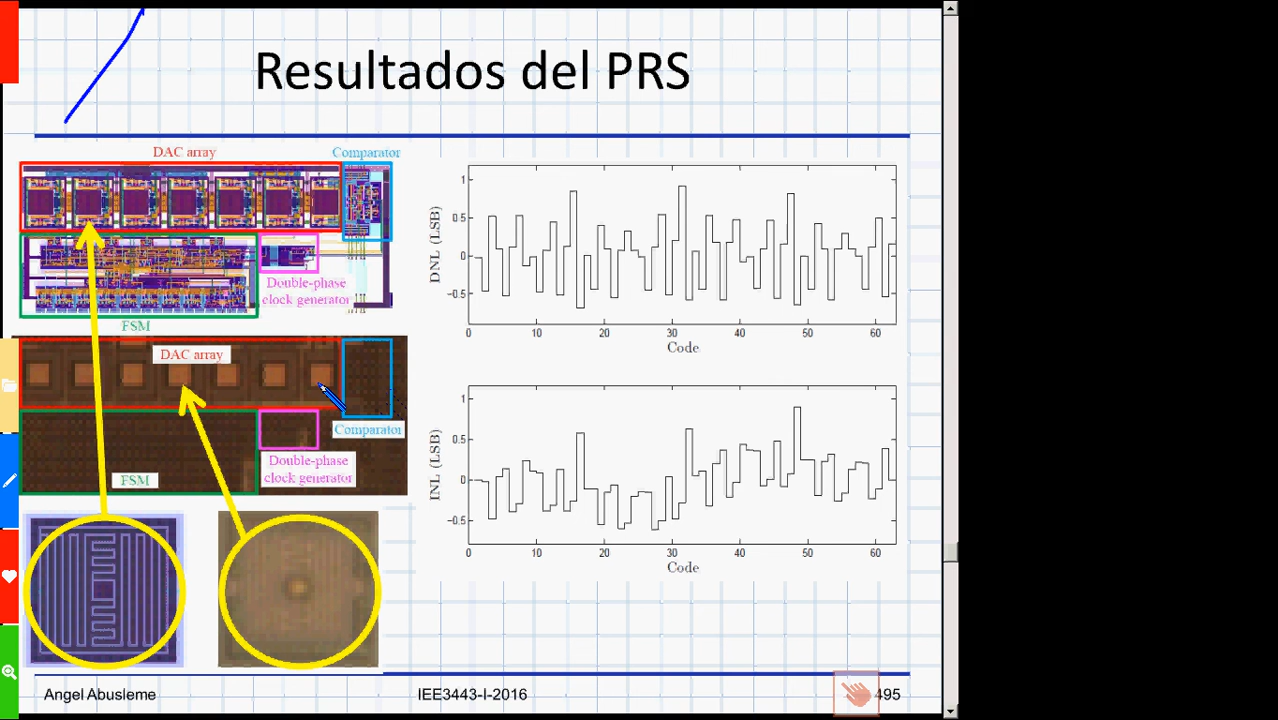 Resultados del PRS
DAC array
Comparator
Double-phase
clock generator
FSM
DAC array
Comparator
Double-phase
clock generator
FSM
DNL (LSB)
1
0.5
0
−0.5
0 10 20 30 40 50 60
Code
INL (LSB)
1
0.5
0
−0.5
0 10 20 30 40 50 60
Code
Angel Abusleme
IEE3443-I-2016
495